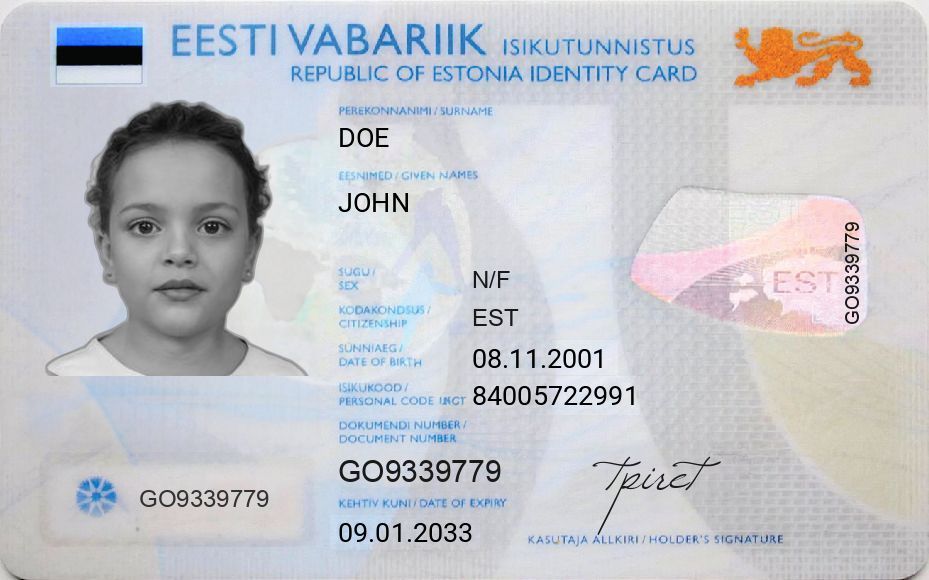 EESTI VABARIIK ISIKUTUNNISTUS
REPUBLIC OF ESTONIA IDENTITY CARD
PEREKONNANIMI / SURNAME
DOE
EESNIMED / GIVEN NAMES
JOHN
SUGU /
SEX
N/F
KODAKONDSUS /
CITIZENSHIP
EST
SÜNNIAEG /
DATE OF BIRTH
08.11.2001
ISIKUKOOD /
PERSONAL CODE
84005722991
DOKUMENDI NUMBER /
DOCUMENT NUMBER
GO9339779
KEHTIV KUNI / DATE OF EXPIRY
09.01.2033
GO9339779
EST
GO9339779
Tpiret
KASUTAJA ALLKIRI / HOLDER'S SIGNATURE